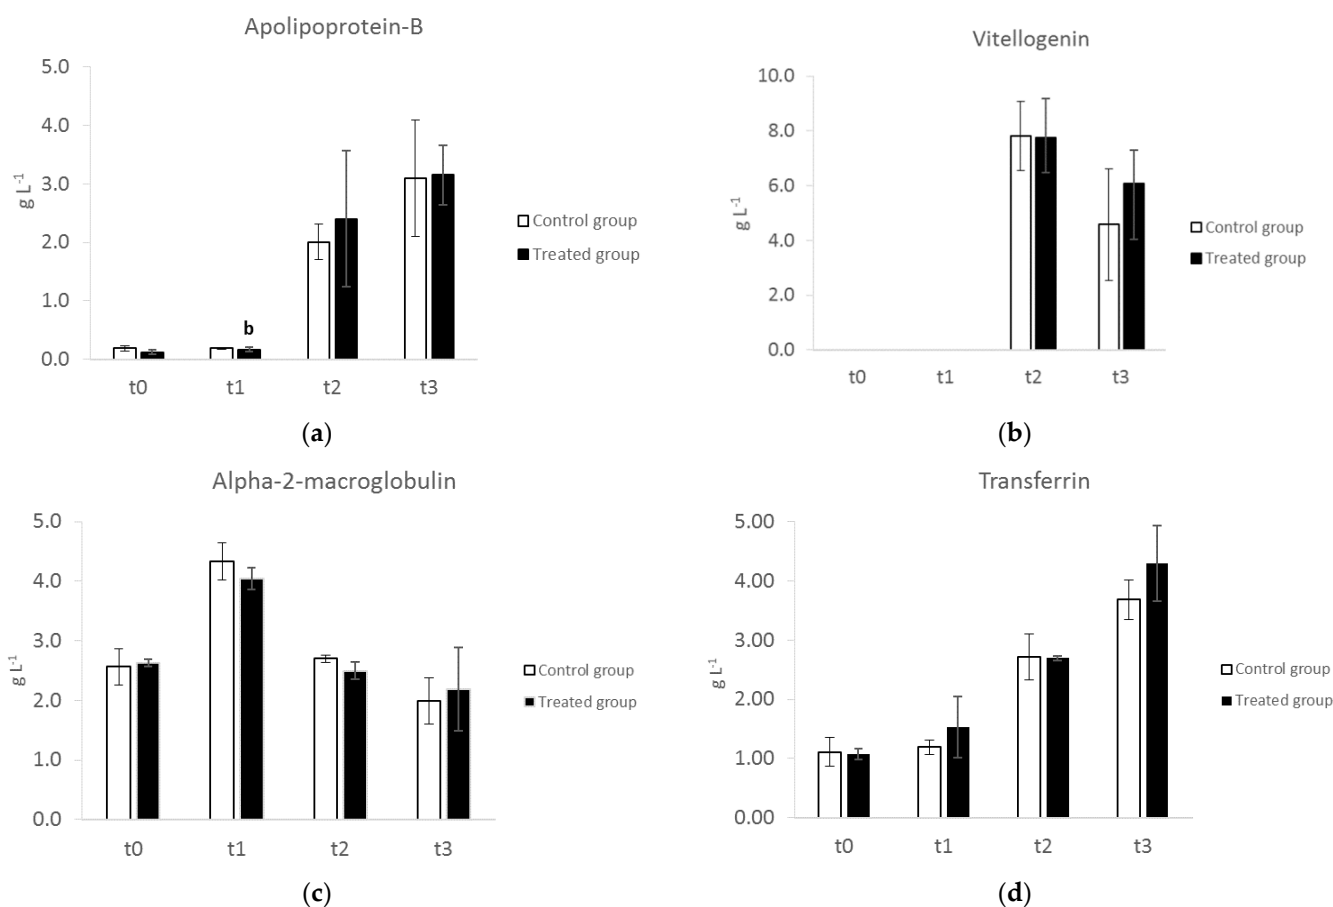 Apolipoprotein-B
5.0
4.0
3.0
2.0
1.0
0.0
g L-1
b
t0 t1 t2 t3
Control group
Treated group
(a)
Vitellogenin
10.0
8.0
6.0
4.0
2.0
0.0
g L-1
t0 t1 t2 t3
Control group
Treated group
(b)
Alpha-2-macroglobulin
5.0
4.0
3.0
2.0
1.0
0.0
g L-1
t0 t1 t2 t3
Control group
Treated group
(c)
Transferrin
5.00
4.00
3.00
2.00
1.00
0.00
g L-1
t0 t1 t2 t3
Control group
Treated group
(d)